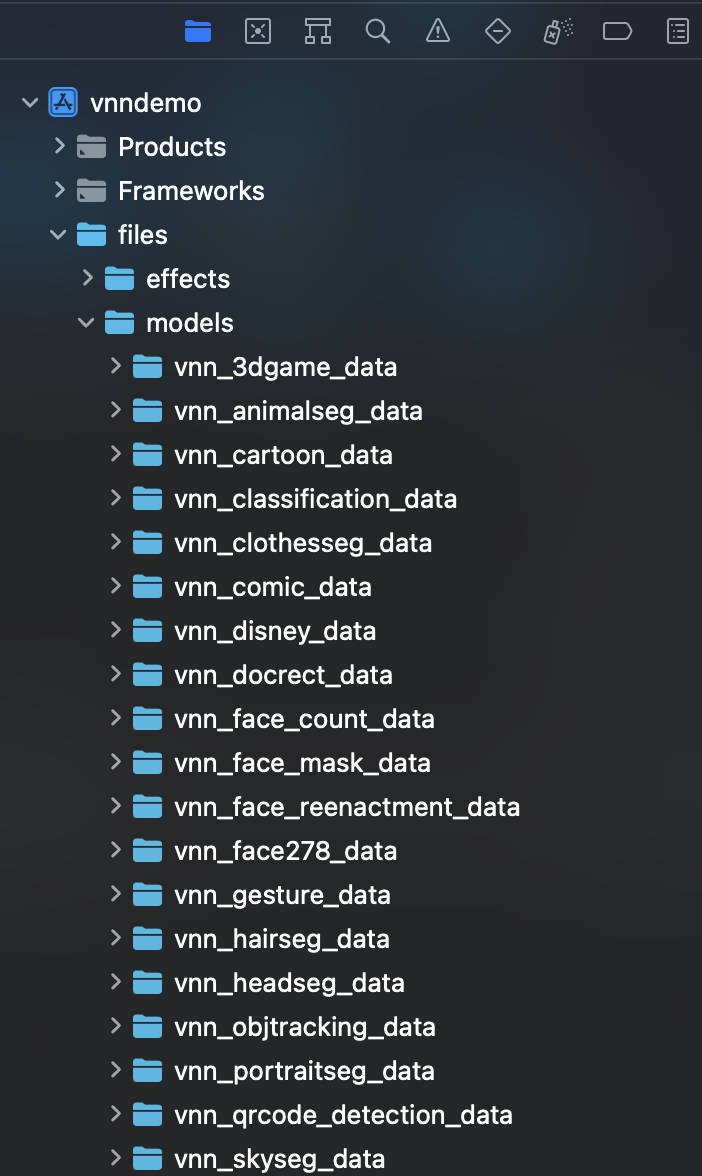 vnndemo
Products
Frameworks
files
effects
models
vnn_3dgame_data
vnn_animalseg_data
vnn_cartoon_data
vnn_classification_data
vnn_clothesseg_data
vnn_comic_data
vnn_disney_data
vnn_docrect_data
vnn_face_count_data
vnn_face_mask_data
vnn_face_reenactment_data
vnn_face278_data
vnn_gesture_data
vnn_hairseg_data
vnn_headseg_data
vnn_objtracking_data
vnn_portraitseg_data
vnn_qrcode_detection_data
vnn_skyseg_data